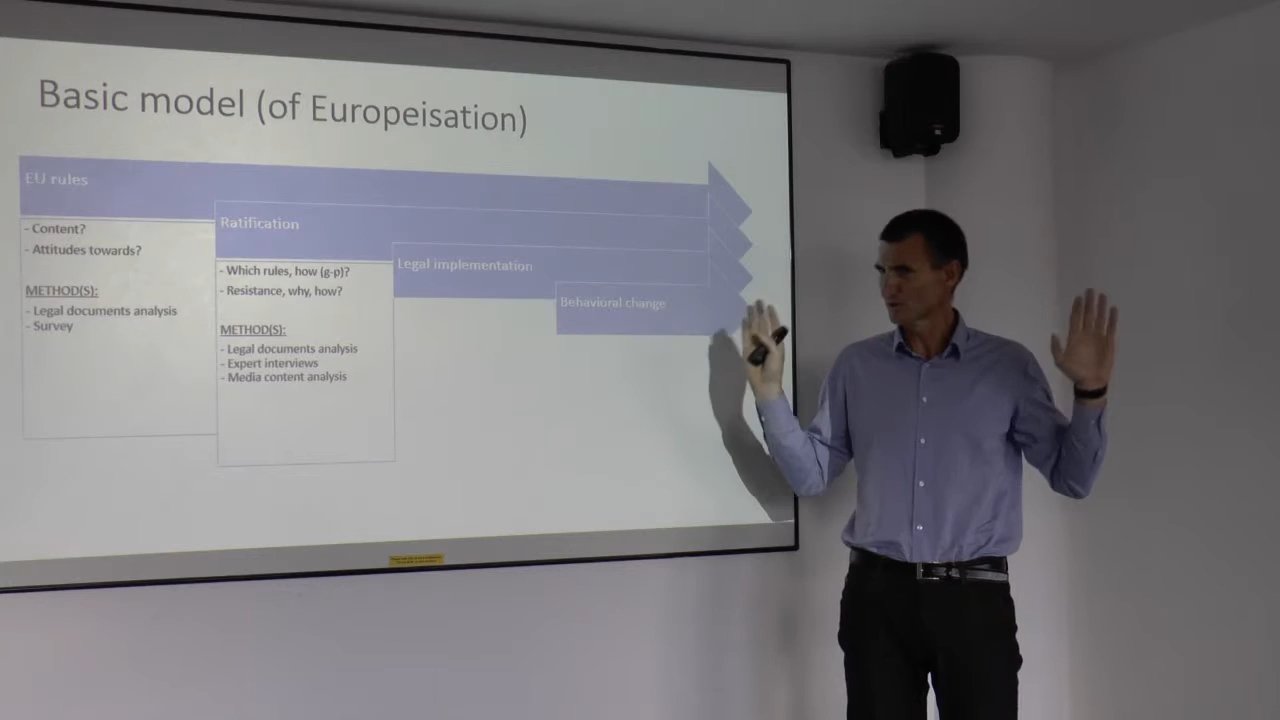 Basic model (of Europeisation)
EU rules
- Content?
- Attitudes towards?
METHOD(S):
- Legal documents analysis
- Survey
Ratification
- Which rules, how (g-p)?
- Resistance, why, how?
METHOD(S):
- Legal documents analysis
- Expert interviews
- Media content analysis
Legal implementation
Behavioral change